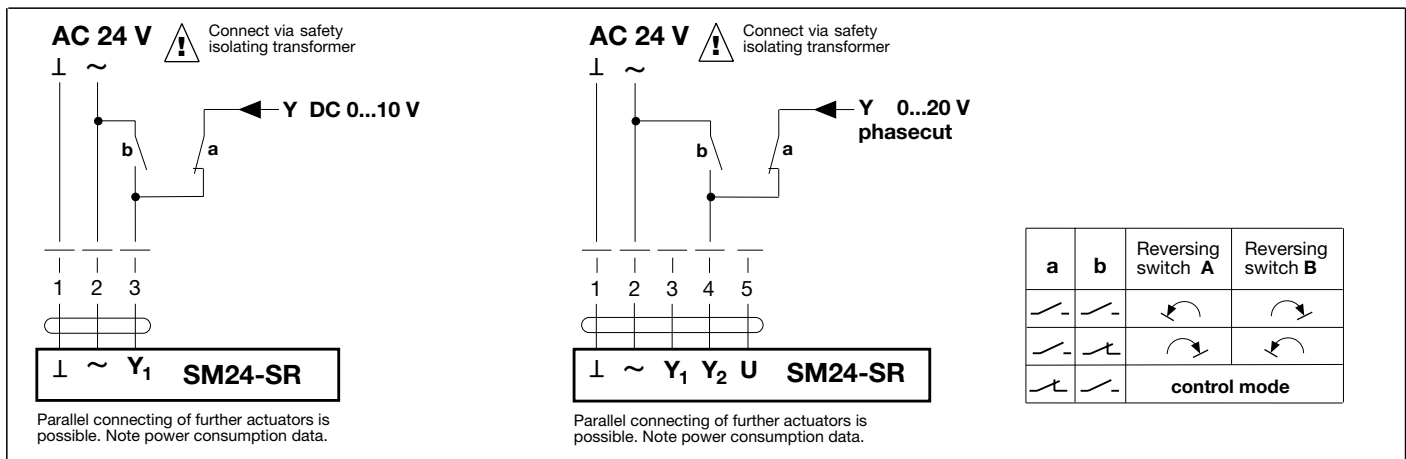 AC 24 V
Connect via safety
isolating transformer
⊥ ~
Y DC 0...10 V
b a
1 2 3
⊥ ~ Y₁ SM24-SR
Parallel connecting of further actuators is
possible. Note power consumption data.
AC 24 V
Connect via safety
isolating transformer
⊥ ~
Y 0...20 V
phasecut
b a
1 2 3 4 5
⊥ ~ Y₁ Y₂ U SM24-SR
Parallel connecting of further actuators is
possible. Note power consumption data.
a b Reversing switch A Reversing switch B
control mode